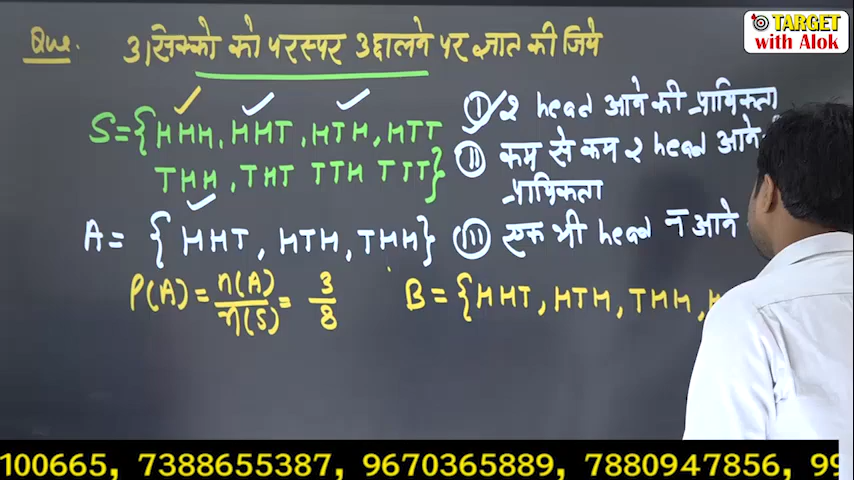 TARGET
with Alok
Que. 3 सिक्को को परस्पर उछालने पर ज्ञात की जिये
S={HHH, HHT, HTH, HTT
THH, THT TTH TTT}
(I) 2 head आने की प्रायिकता
(II) कम से कम 2 head आने
प्रायिकता
(III) एक भी head न आने
A= { HHT, HTH, THH}
P(A) = n(A)/n(S) = 3/8
B = {HHT, HTH, THH,
100665, 7388655387, 9670365889, 7880947856, 99